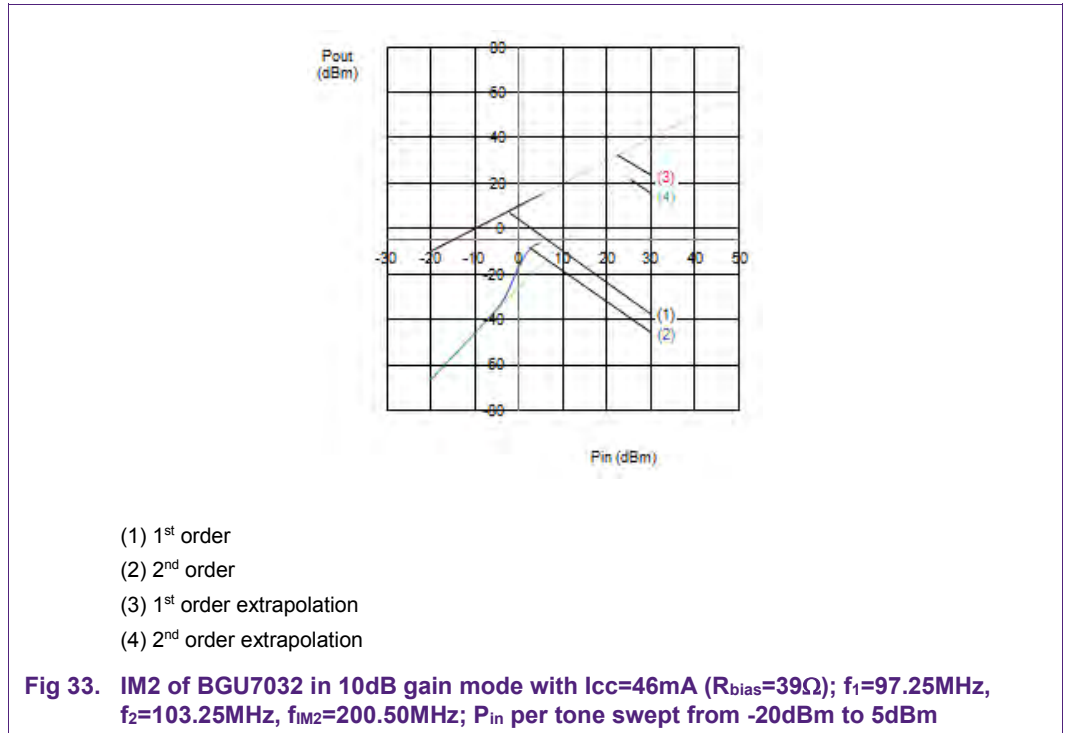 Pout
(dBm)
80
60
40
20
0
-20
-40
-60
-80
-30 -20 -10 0 10 20 30 40 50
(3)
(4)
(1)
(2)
Pin (dBm)
(1) 1st order
(2) 2nd order
(3) 1st order extrapolation
(4) 2nd order extrapolation
Fig 33. IM2 of BGU7032 in 10dB gain mode with Icc=46mA (Rbias=39Ω); f1=97.25MHz,
f2=103.25MHz, fIM2=200.50MHz; Pin per tone swept from -20dBm to 5dBm